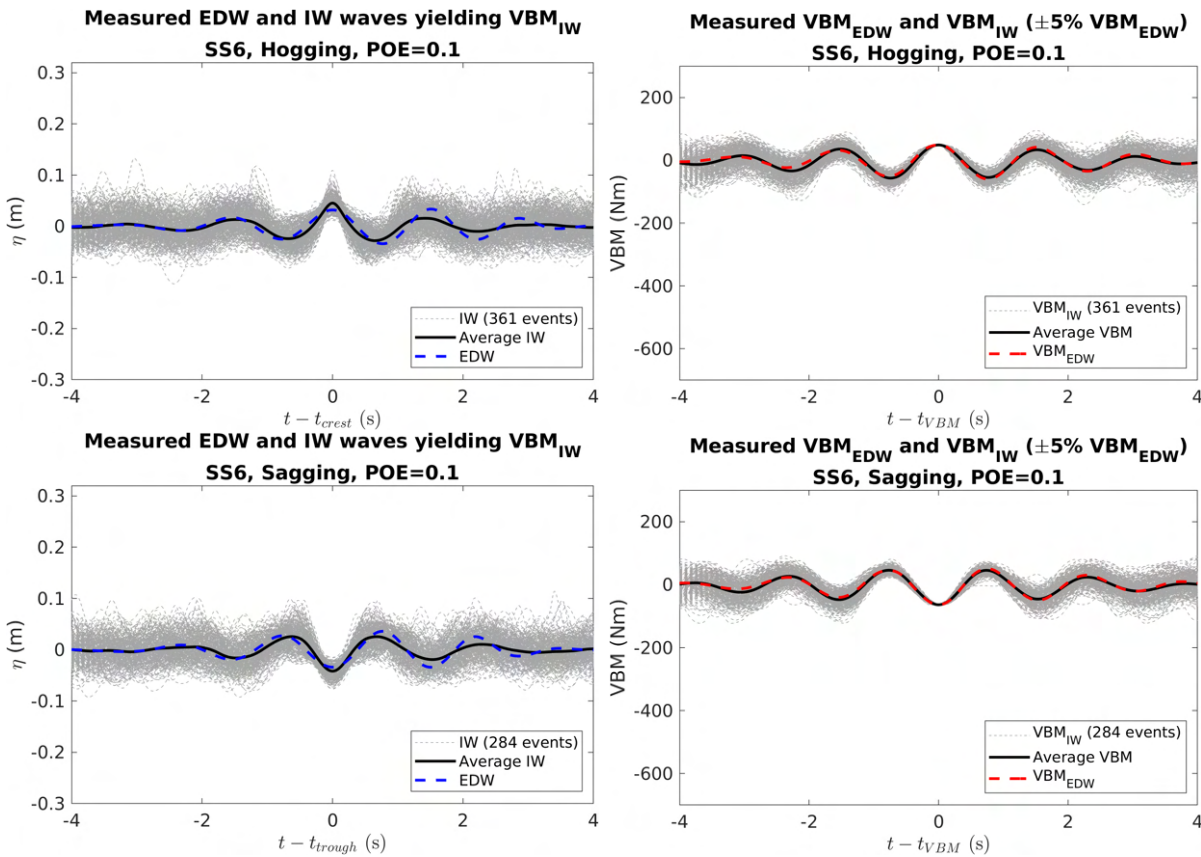 Measured EDW and IW waves yielding VBM_IW
SS6, Hogging, POE=0.1
0.3
0.2
0.1
0
-0.1
-0.2
-0.3
η (m)
IW (361 events)
Average IW
EDW
-4
-2
0
2
4
t − t_crest (s)
Measured VBM_EDW and VBM_IW (±5% VBM_EDW)
SS6, Hogging, POE=0.1
200
0
-200
-400
-600
VBM (Nm)
VBM_IW (361 events)
Average VBM
VBM_EDW
-4
-2
0
2
4
t − t_VBM (s)
Measured EDW and IW waves yielding VBM_IW
SS6, Sagging, POE=0.1
0.3
0.2
0.1
0
-0.1
-0.2
-0.3
η (m)
IW (284 events)
Average IW
EDW
-4
-2
0
2
4
t − t_trough (s)
Measured VBM_EDW and VBM_IW (±5% VBM_EDW)
SS6, Sagging, POE=0.1
200
0
-200
-400
-600
VBM (Nm)
VBM_IW (284 events)
Average VBM
VBM_EDW
-4
-2
0
2
4
t − t_VBM (s)